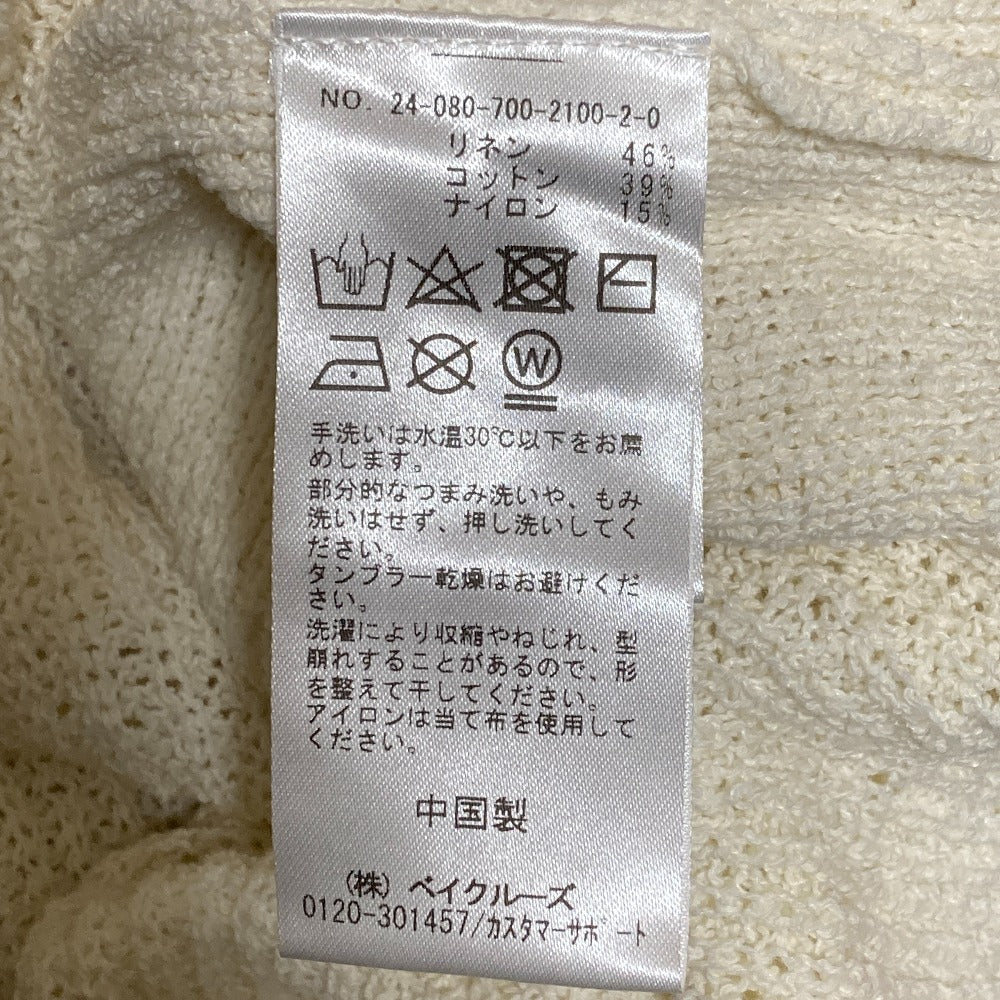 NO. 24-080-700-2100-2-0
リネン 46%
コットン 39%
ナイロン 15%
W
手洗いは水温30℃以下をお薦
めします。
部分的なつまみ洗いや、もみ
洗いはせず、押し洗いしてく
ださい。
タンブラー乾燥はお避けくだ
さい。
洗濯により収縮やねじれ、型
崩れすることがあるので、形
を整えて干してください。
アイロンは当て布を使用して
ください。
中国製
(株) ベイクルーズ
0120-301457/カスタマーサポート